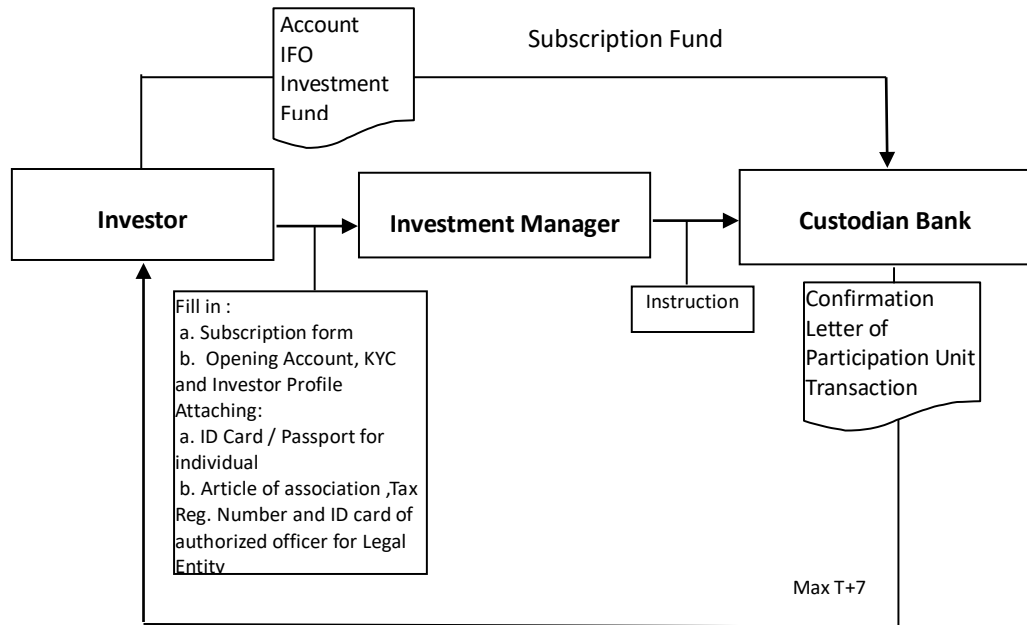 Account
IFO
Investment
Fund
Subscription Fund
Investor
Investment Manager
Custodian Bank
Fill in :
a. Subscription form
b. Opening Account, KYC
and Investor Profile
Attaching:
a. ID Card / Passport for
individual
b. Article of association ,Tax
Reg. Number and ID card of
authorized officer for Legal
Entity
Instruction
Confirmation
Letter of
Participation Unit
Transaction
Max T+7